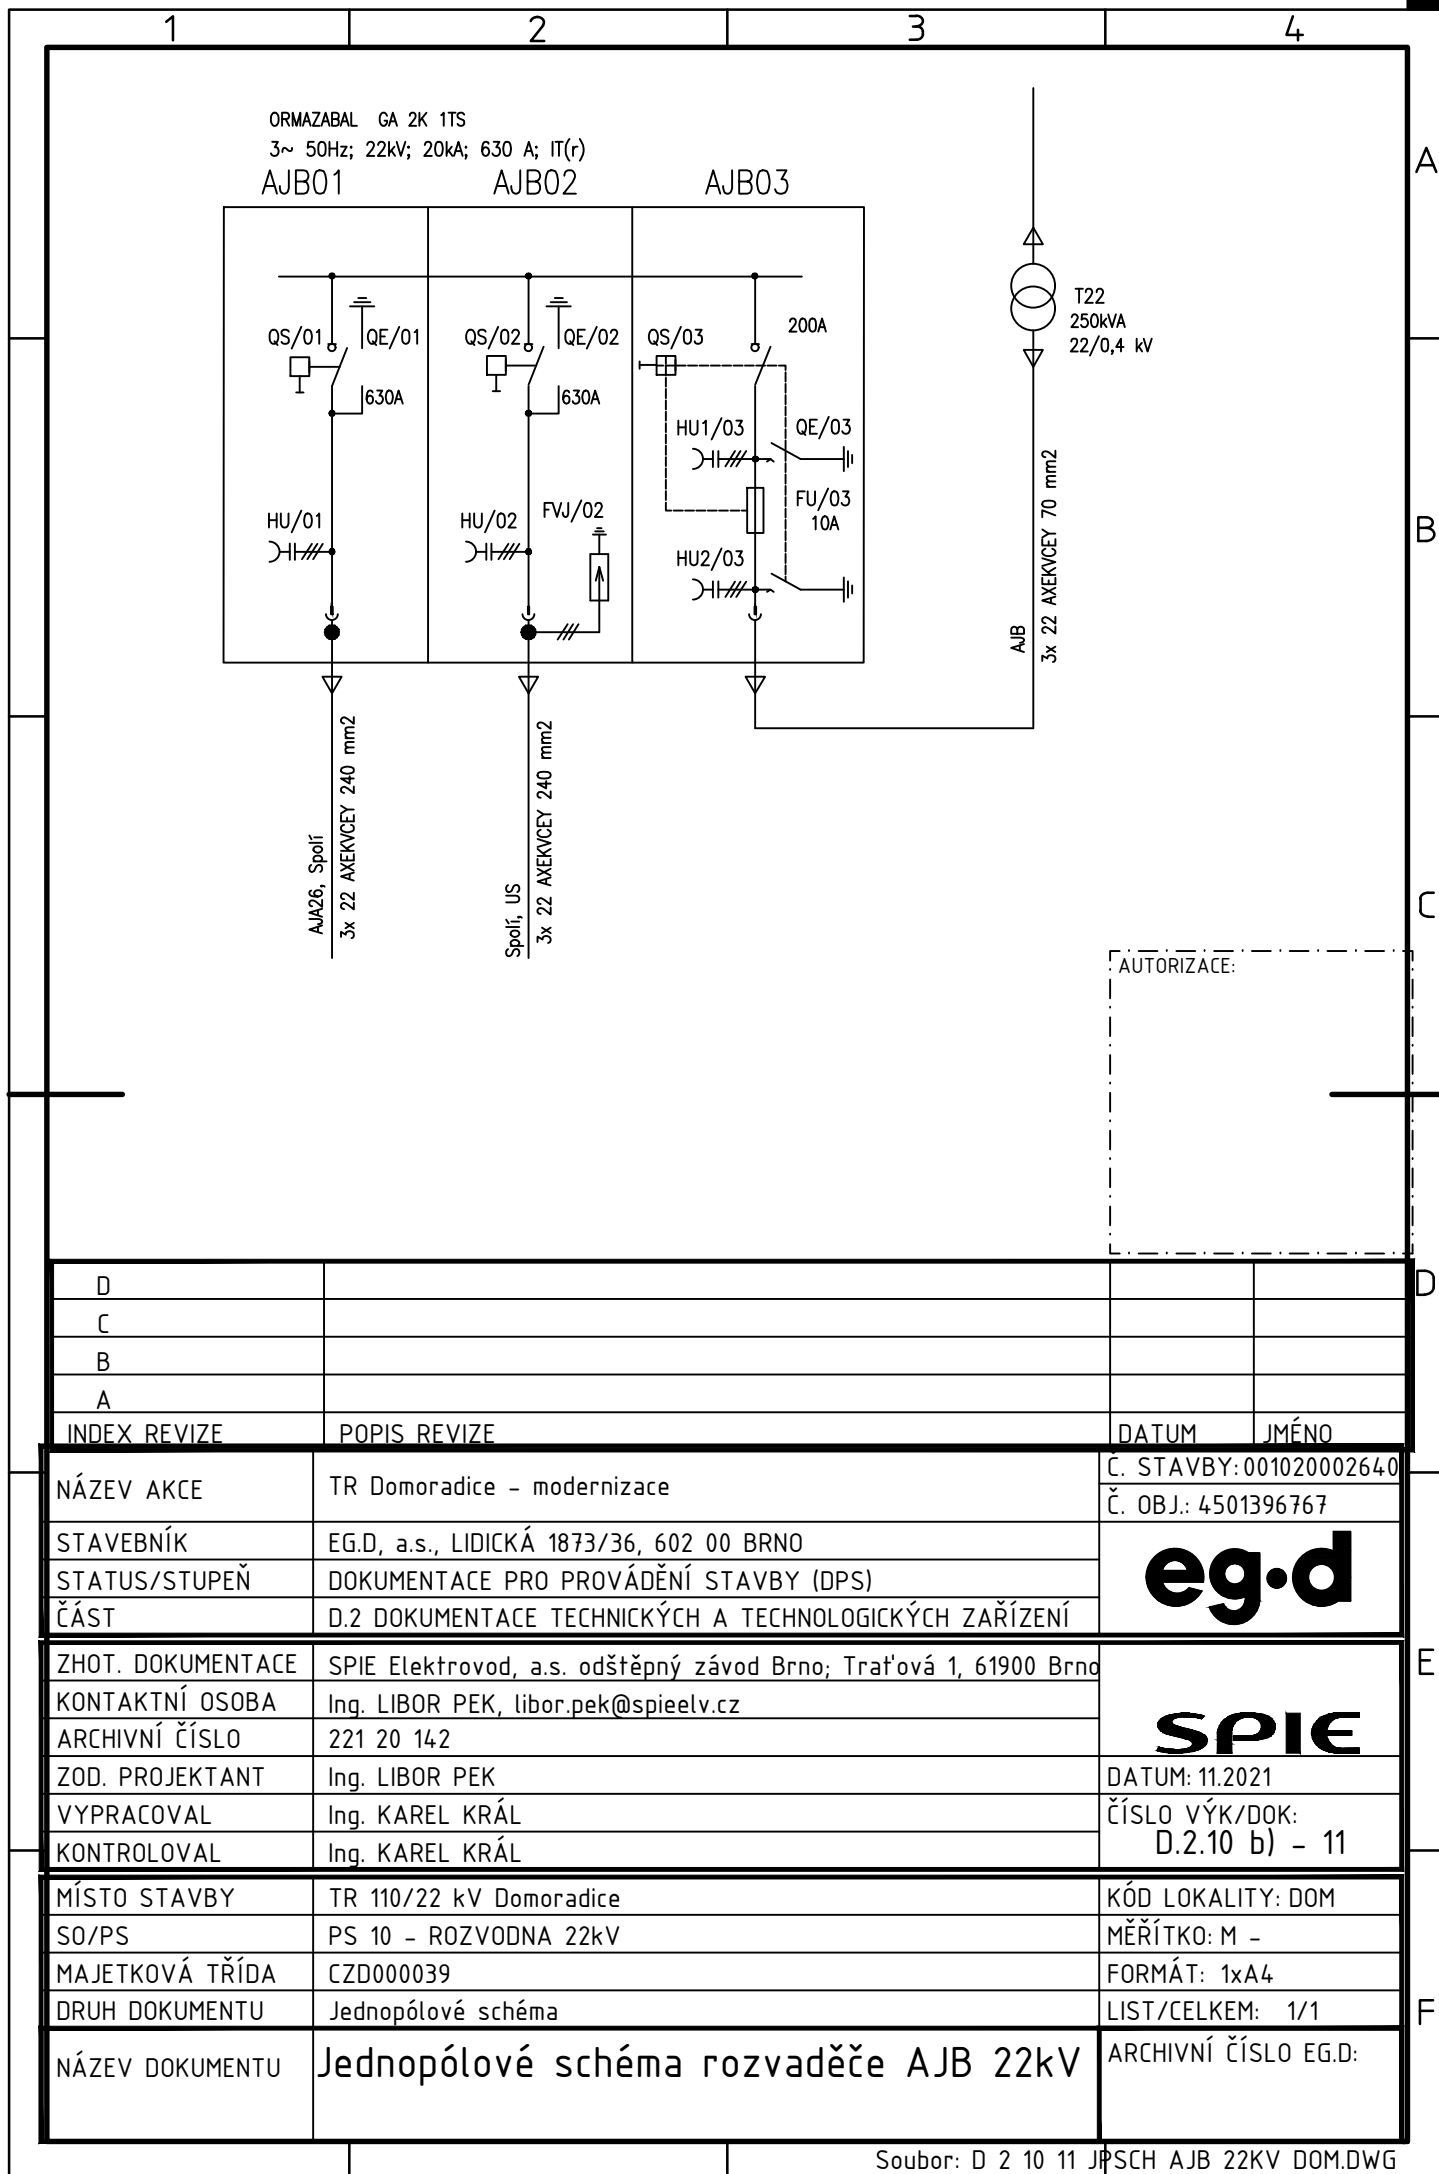 1 2 3 4
ORMAZABAL GA 2K 1TS
3~ 50Hz; 22kV; 20kA; 630 A; IT(r)
AJB01 AJB02 AJB03
A
T22
250kVA
22/0,4 kV
QS/01 QE/01 QS/02 QE/02 QS/03 200A
630A 630A
HU1/03 QE/03
FU/03
10A
HU/01 HU/02 FVJ/02
HU2/03
B
AJB
3x 22 AXEKVCEY 70 mm2
AJA26, Spolí
3x 22 AXEKVCEY 240 mm2
Spolí, US
3x 22 AXEKVCEY 240 mm2
C
AUTORIZACE:
D
D
C
B
A
INDEX REVIZE POPIS REVIZE DATUM JMÉNO
NÁZEV AKCE TR Domoradice - modernizace Č. STAVBY: 001020002640
Č. OBJ.: 4501396767
STAVEBNÍK EG.D, a.s., LIDICKÁ 1873/36, 602 00 BRNO
eg·d
STATUS/STUPEŇ DOKUMENTACE PRO PROVÁDĚNÍ STAVBY (DPS)
ČÁST D.2 DOKUMENTACE TECHNICKÝCH A TECHNOLOGICKÝCH ZAŘÍZENÍ
ZHOT. DOKUMENTACE SPIE Elektrovod, a.s. odštěpný závod Brno; Traťová 1, 61900 Brno
E
KONTAKTNÍ OSOBA Ing. LIBOR PEK, libor.pek@spieelv.cz
SPIE
ARCHIVNÍ ČÍSLO 221 20 142
ZOD. PROJEKTANT Ing. LIBOR PEK DATUM: 11.2021
VYPRACOVAL Ing. KAREL KRÁL ČÍSLO VÝK/DOK:
KONTROLOVAL Ing. KAREL KRÁL D.2.10 b) - 11
MÍSTO STAVBY TR 110/22 kV Domoradice KÓD LOKALITY: DOM
SO/PS PS 10 - ROZVODNA 22kV MĚŘÍTKO: M -
MAJETKOVÁ TŘÍDA CZD000039 FORMÁT: 1xA4
DRUH DOKUMENTU Jednopólové schéma LIST/CELKEM: 1/1
F
NÁZEV DOKUMENTU Jednopólové schéma rozvaděče AJB 22kV ARCHIVNÍ ČÍSLO EG.D:
Soubor: D 2 10 11 JPSCH AJB 22KV DOM.DWG